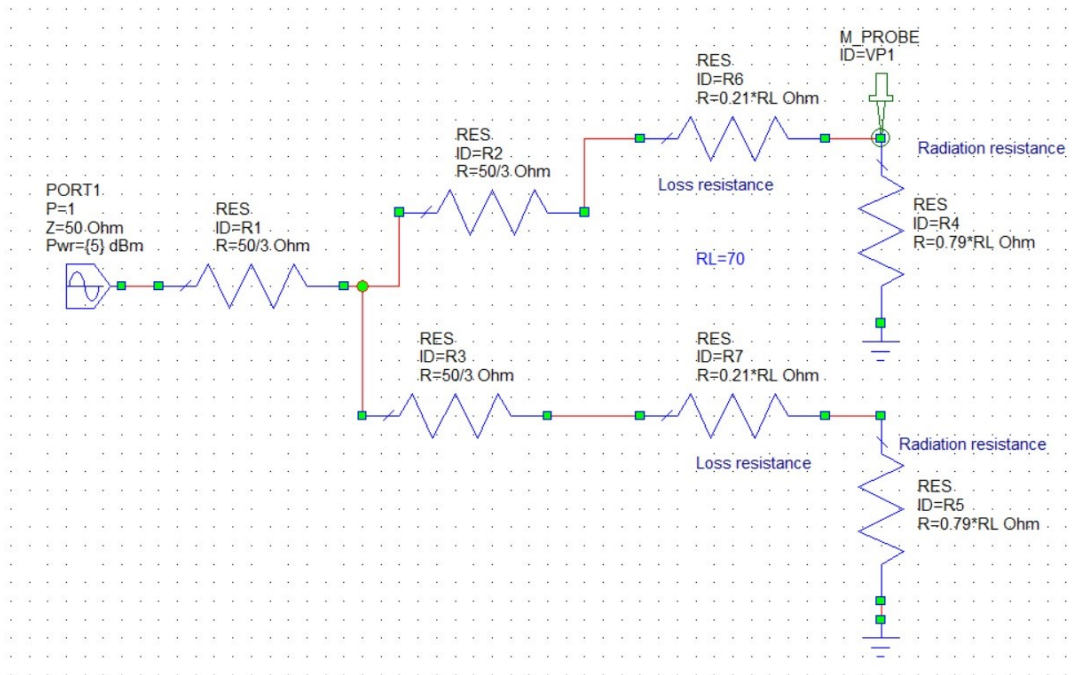 M_PROBE
ID=VP1
RES
ID=R6
R=0.21*RL Ohm
RES
ID=R2
R=50/3 Ohm
Radiation resistance
Loss resistance
PORT1
P=1
Z=50 Ohm
Pwr={5} dBm
RES
ID=R1
R=50/3 Ohm
RES
ID=R4
R=0.79*RL Ohm
RL=70
RES
ID=R3
R=50/3 Ohm
RES
ID=R7
R=0.21*RL Ohm
Radiation resistance
Loss resistance
RES
ID=R5
R=0.79*RL Ohm